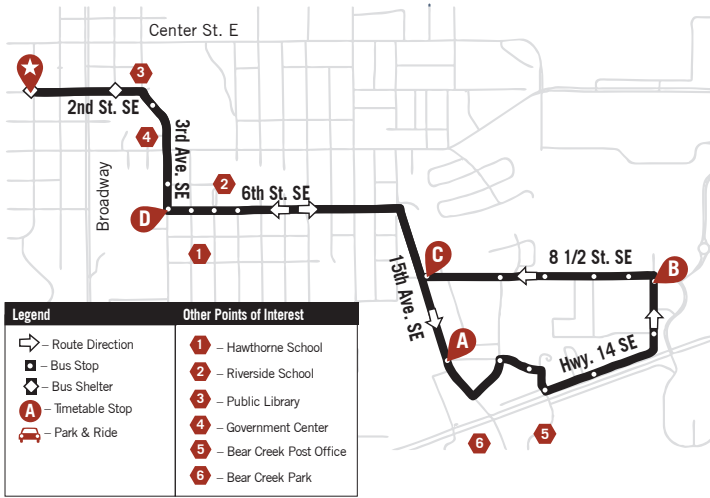 Center St. E
3
2nd St. SE
4
3rd Ave. SE
Broadway
2
6th St. SE
D
1
C
8 1/2 St. SE
B
15th Ave. SE
A
Hwy. 14 SE
5
6
Legend
– Route Direction
– Bus Stop
– Bus Shelter
A – Timetable Stop
– Park & Ride
Other Points of Interest
1 – Hawthorne School
2 – Riverside School
3 – Public Library
4 – Government Center
5 – Bear Creek Post Office
6 – Bear Creek Park